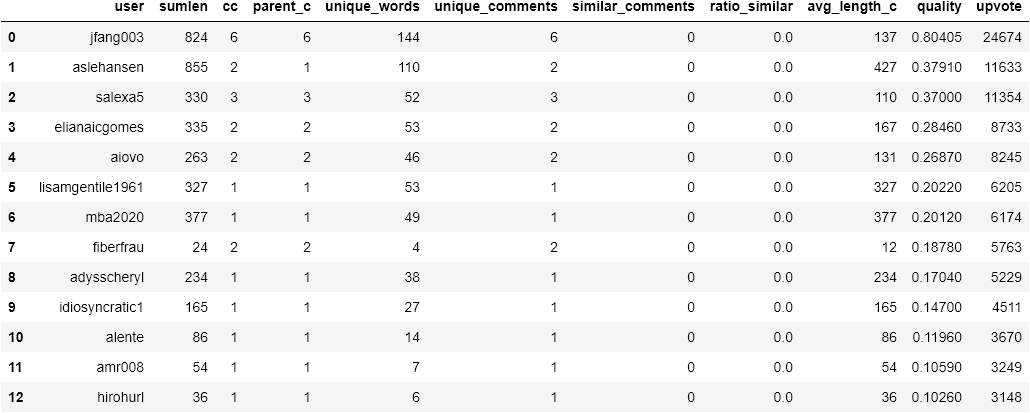 user sumlen cc parent_c unique_words unique_comments similar_comments ratio_similar avg_length_c quality upvote
0 jfang003 824 6 6 144 6 0 0.0 137 0.80405 24674
1 aslehansen 855 2 1 110 2 0 0.0 427 0.37910 11633
2 salexa5 330 3 3 52 3 0 0.0 110 0.37000 11354
3 elianaicgomes 335 2 2 53 2 0 0.0 167 0.28460 8733
4 aiovo 263 2 2 46 2 0 0.0 131 0.26870 8245
5 lisamgentile1961 327 1 1 53 1 0 0.0 327 0.20220 6205
6 mba2020 377 1 1 49 1 0 0.0 377 0.20120 6174
7 fiberfrau 24 2 2 4 2 0 0.0 12 0.18780 5763
8 adysscheryl 234 1 1 38 1 0 0.0 234 0.17040 5229
9 idiosyncratic1 165 1 1 27 1 0 0.0 165 0.14700 4511
10 alente 86 1 1 14 1 0 0.0 86 0.11960 3670
11 amr008 54 1 1 7 1 0 0.0 54 0.10590 3249
12 hirohurl 36 1 1 6 1 0 0.0 36 0.10260 3148